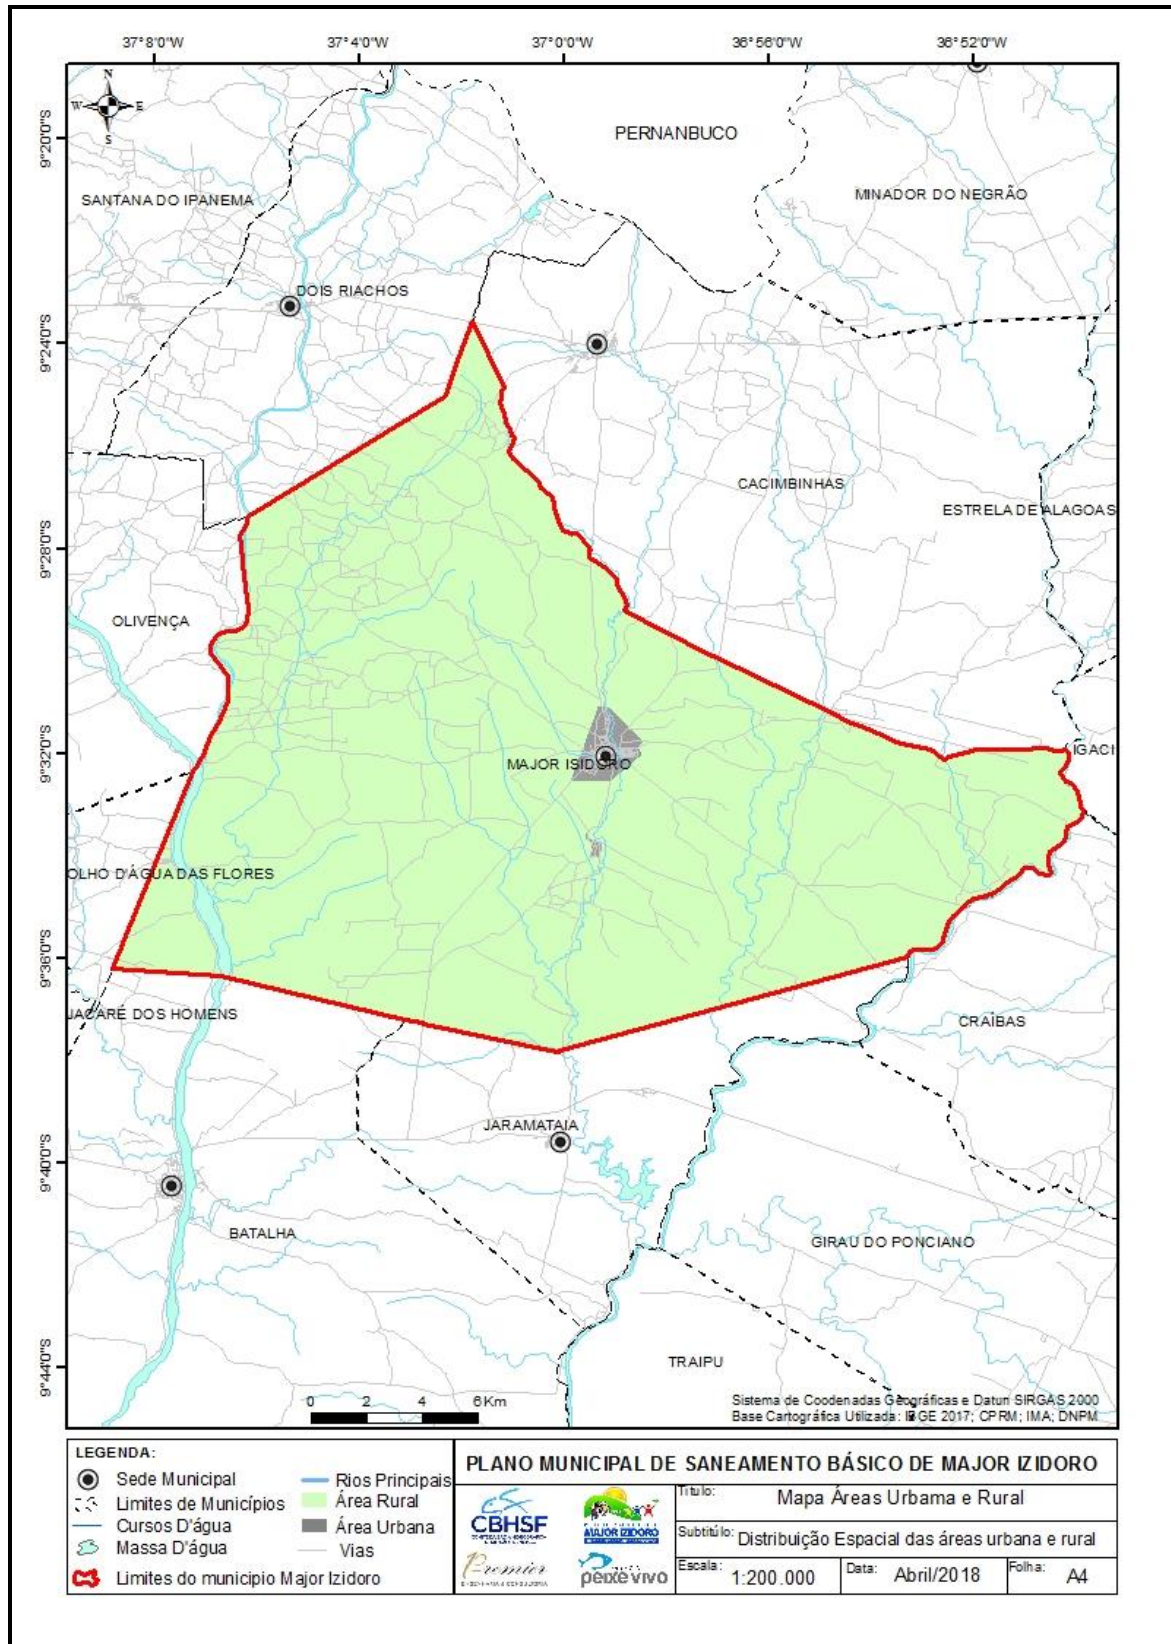 37°8'0"W 37°4'0"W 37°0'0"W 36°56'0"W 36°52'0"W
N
W E
S
9°20'0"S
9°24'0"S
9°28'0"S
9°32'0"S
9°36'0"S
9°40'0"S
9°44'0"S
PERNANBUCO
SANTANA DO IPANEMA
MINADOR DO NEGRÃO
DOIS RIACHOS
CACIMBINHAS
ESTRELA DE ALAGOAS
OLIVENÇA
IGACI
MAJOR ISIDORO
OLHO D'ÁGUA DAS FLORES
JACARÉ DOS HOMENS
CRAÍBAS
JARAMATAIA
BATALHA
GIRAU DO PONCIANO
TRAIPU
0 2 4 6 Km
Sistema de Coodenadas Geográficas e Datun SIRGAS 2000
Base Cartográfica Utilizada: IBGE 2017; CPRM; IMA; DNPM
LEGENDA:
Sede Municipal
Limites de Municípios
Cursos D'água
Massa D'água
Limites do municipio Major Izidoro
Rios Principais
Área Rural
Área Urbana
Vias
PLANO MUNICIPAL DE SANEAMENTO BÁSICO DE MAJOR IZIDORO
CBHSF
MAJOR IZIDORO
Premier
ENGENHARIA & CONSULTORIA
peixe vivo
Título: Mapa Áreas Urbama e Rural
Subtitúlo: Distribuição Espacial das áreas urbana e rural
Escala: 1:200.000
Data: Abril/2018
Folha: A4